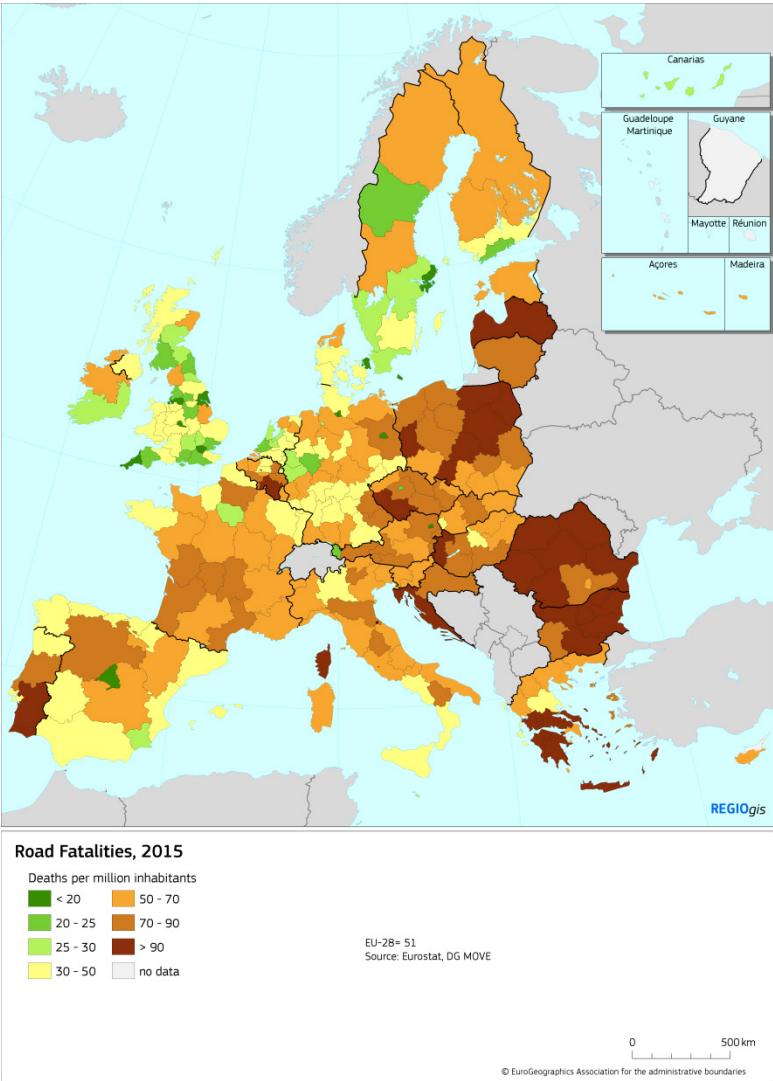 Canarias
Guadeloupe
Martinique
Guyane
Mayotte
Réunion
Açores
Madeira
REGIOgis
Road Fatalities, 2015
Deaths per million inhabitants
< 20
20 - 25
25 - 30
30 - 50
50 - 70
70 - 90
> 90
no data
EU-28= 51
Source: Eurostat, DG MOVE
0 500 km
© EuroGeographics Association for the administrative boundaries